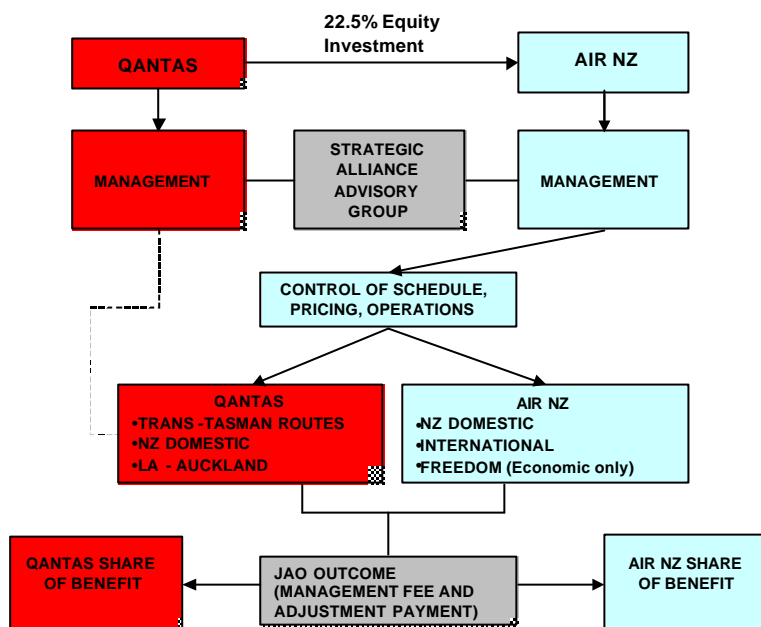 22.5% Equity
Investment
QANTAS
AIR NZ
MANAGEMENT
STRATEGIC
ALLIANCE
ADVISORY
GROUP
MANAGEMENT
CONTROL OF SCHEDULE,
PRICING, OPERATIONS
QANTAS
•TRANS -TASMAN ROUTES
•NZ DOMESTIC
•LA - AUCKLAND
AIR NZ
•NZ DOMESTIC
•INTERNATIONAL
•FREEDOM (Economic only)
QANTAS SHARE
OF BENEFIT
JAO OUTCOME
(MANAGEMENT FEE AND
ADJUSTMENT PAYMENT)
AIR NZ SHARE
OF BENEFIT